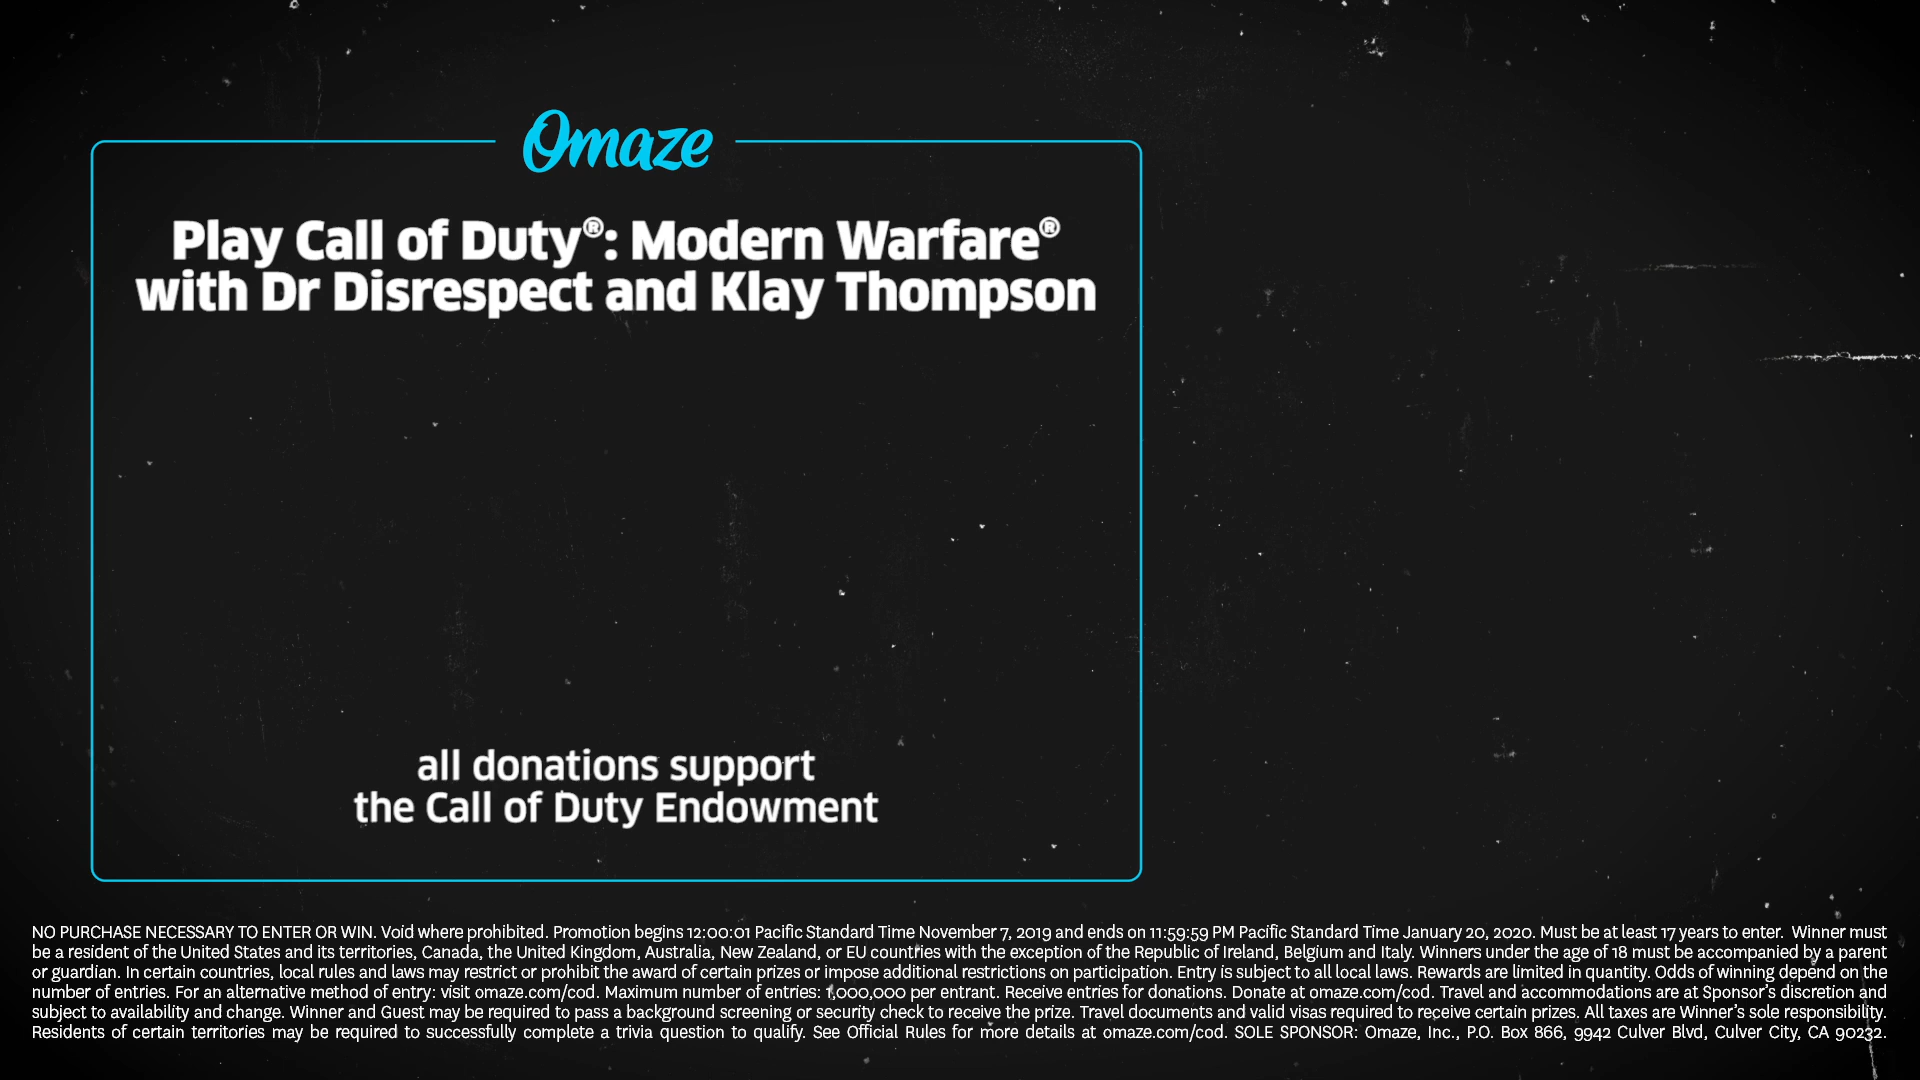 Omaze
Play Call of Duty®: Modern Warfare®
with Dr Disrespect and Klay Thompson
all donations support
the Call of Duty Endowment
NO PURCHASE NECESSARY TO ENTER OR WIN. Void where prohibited. Promotion begins 12:00:01 Pacific Standard Time November 7, 2019 and ends on 11:59:59 PM Pacific Standard Time January 20, 2020. Must be at least 17 years to enter. Winner must
be a resident of the United States and its territories, Canada, the United Kingdom, Australia, New Zealand, or EU countries with the exception of the Republic of Ireland, Belgium and Italy. Winners under the age of 18 must be accompanied by a parent
or guardian. In certain countries, local rules and laws may restrict or prohibit the award of certain prizes or impose additional restrictions on participation. Entry is subject to all local laws. Rewards are limited in quantity. Odds of winning depend on the
number of entries. For an alternative method of entry: visit omaze.com/cod. Maximum number of entries: 1,000,000 per entrant. Receive entries for donations. Donate at omaze.com/cod. Travel and accommodations are at Sponsor's discretion and
subject to availability and change. Winner and Guest may be required to pass a background screening or security check to receive the prize. Travel documents and valid visas required to receive certain prizes. All taxes are Winner's sole responsibility.
Residents of certain territories may be required to successfully complete a trivia question to qualify. See Official Rules for more details at omaze.com/cod. SOLE SPONSOR: Omaze, Inc., P.O. Box 866, 9942 Culver Blvd, Culver City, CA 90232.